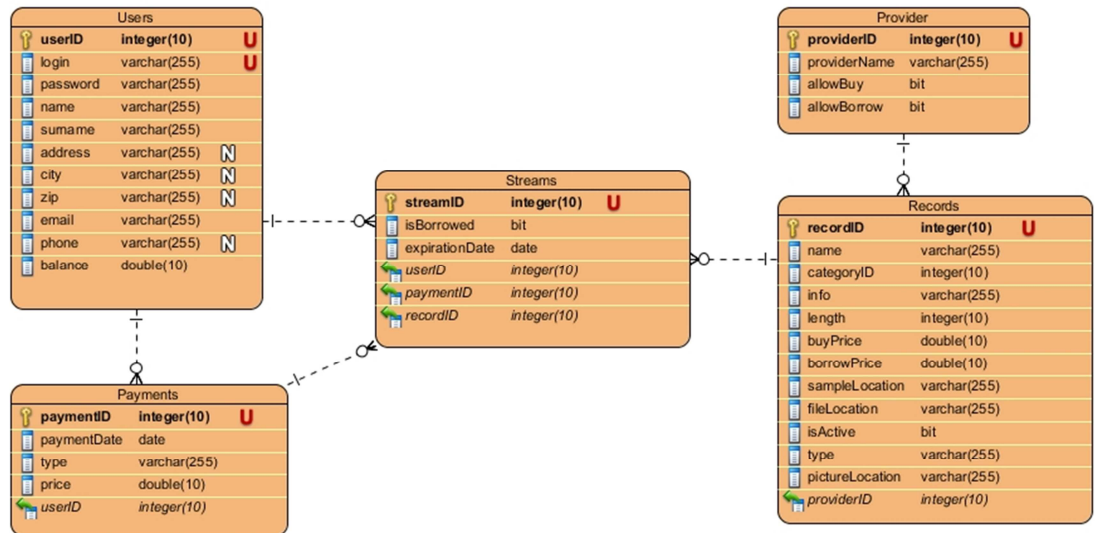 Users
userID integer(10) U
login varchar(255) U
password varchar(255)
name varchar(255)
surname varchar(255)
address varchar(255) N
city varchar(255) N
zip varchar(255) N
email varchar(255)
phone varchar(255) N
balance double(10)
Payments
paymentID integer(10) U
paymentDate date
type varchar(255)
price double(10)
userID integer(10)
Streams
streamID integer(10) U
isBorrowed bit
expirationDate date
userID integer(10)
paymentID integer(10)
recordID integer(10)
Provider
providerID integer(10) U
providerName varchar(255)
allowBuy bit
allowBorrow bit
Records
recordID integer(10) U
name varchar(255)
categoryID integer(10)
info varchar(255)
length integer(10)
buyPrice double(10)
borrowPrice double(10)
sampleLocation varchar(255)
fileLocation varchar(255)
isActive bit
type varchar(255)
pictureLocation varchar(255)
providerID integer(10)